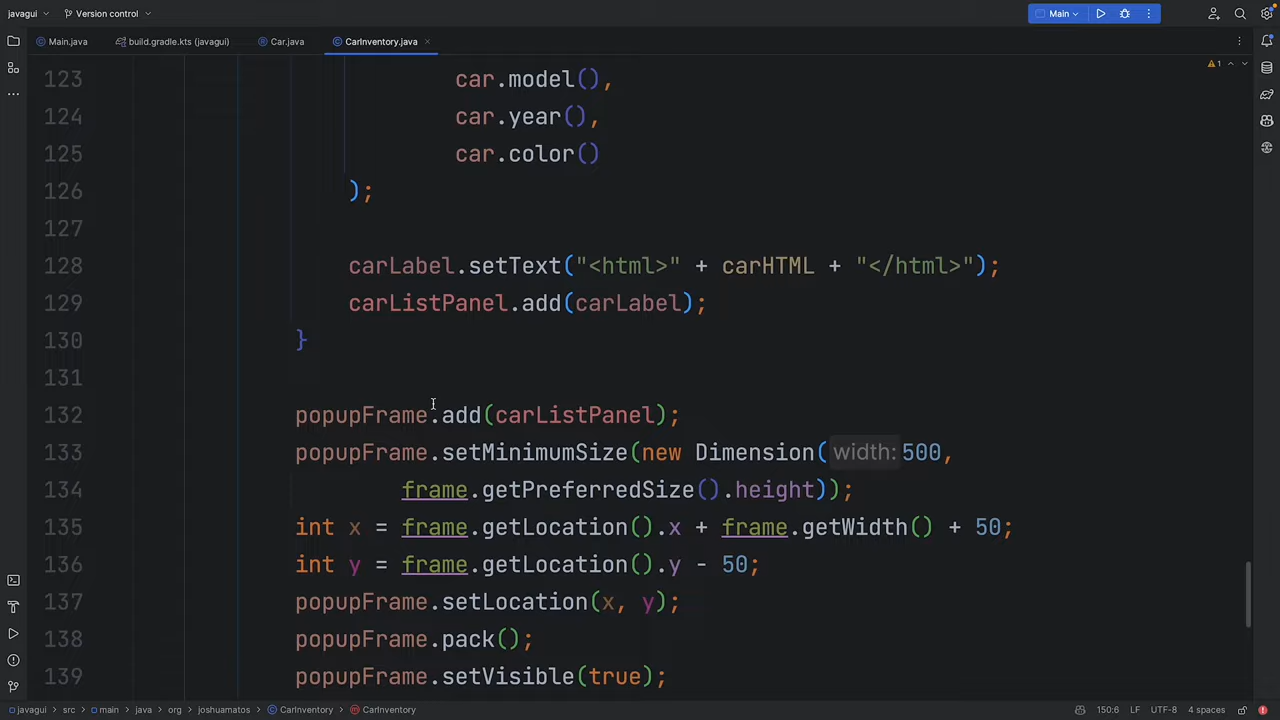 javagui
Version control
Main
Main.java
build.gradle.kts (javagui)
Car.java
CarInventory.java
1
123 car.model(),
124 car.year(),
125 car.color()
126 );
127
128 carLabel.setText("<html>" + carHTML + "</html>");
129 carListPanel.add(carLabel);
130 }
131
132 popupFrame.add(carListPanel);
133 popupFrame.setMinimumSize(new Dimension( width: 500,
134 frame.getPreferredSize().height));
135 int x = frame.getLocation().x + frame.getWidth() + 50;
136 int y = frame.getLocation().y - 50;
137 popupFrame.setLocation(x, y);
138 popupFrame.pack();
139 popupFrame.setVisible(true);
javagui > src > main > java > org > joshuamatos > CarInventory > CarInventory
150:6 LF UTF-8 4 spaces